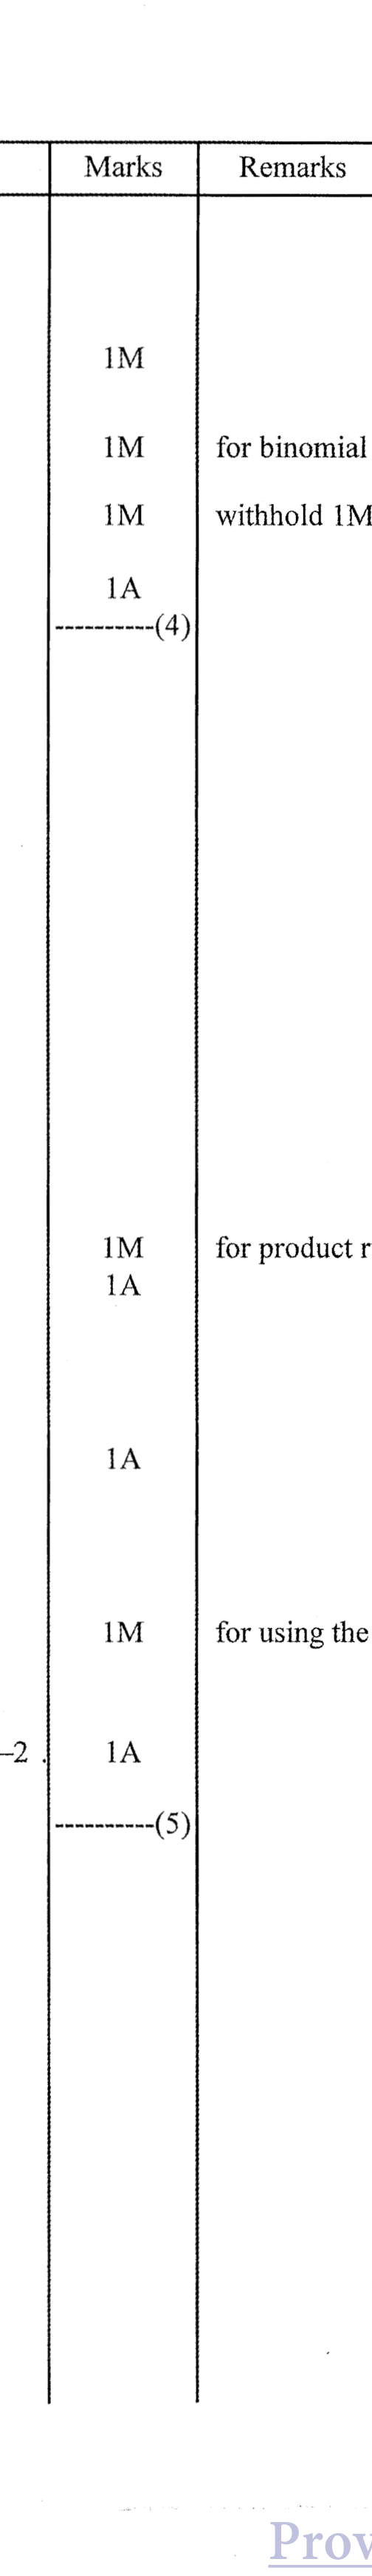 Marks Remarks
1M
1M for binomial
1M withhold 1M
1A
----------(4)
1M for product
1A
1A
1M for using the
–2 . 1A
----------(5)